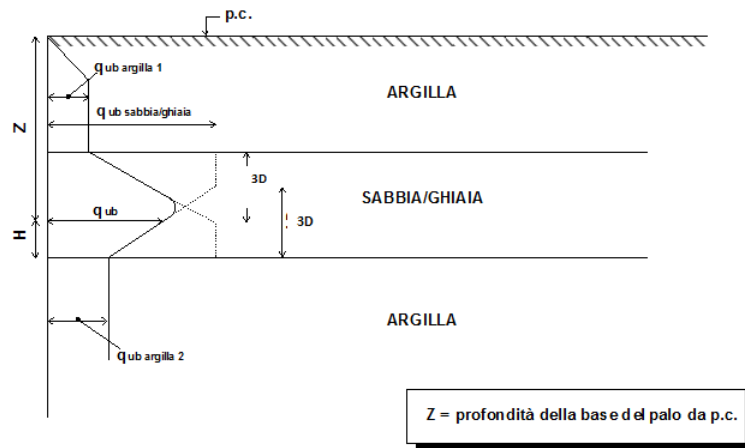 p.c.
q ub argilla 1
ARGILLA
q ub sabbia/ghiaia
Z
3D
SABBIA/GHIAIA
q ub
3D
H
ARGILLA
q ub argilla 2
Z = profondità della base del palo da p.c.